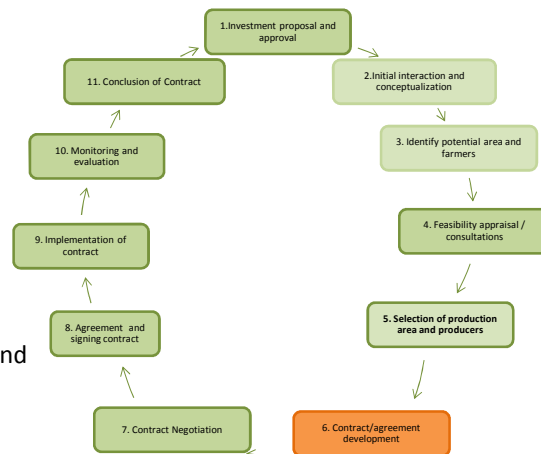 1.Investment proposal and
approval
2.Initial interaction and
conceptualization
3. Identify potential area and
farmers
4. Feasibility appraisal /
consultations
5. Selection of production
area and producers
6. Contract/agreement
development
7. Contract Negotiation
8. Agreement and
signing contract
9. Implementation of
contract
10. Monitoring and
evaluation
11. Conclusion of Contract
nd